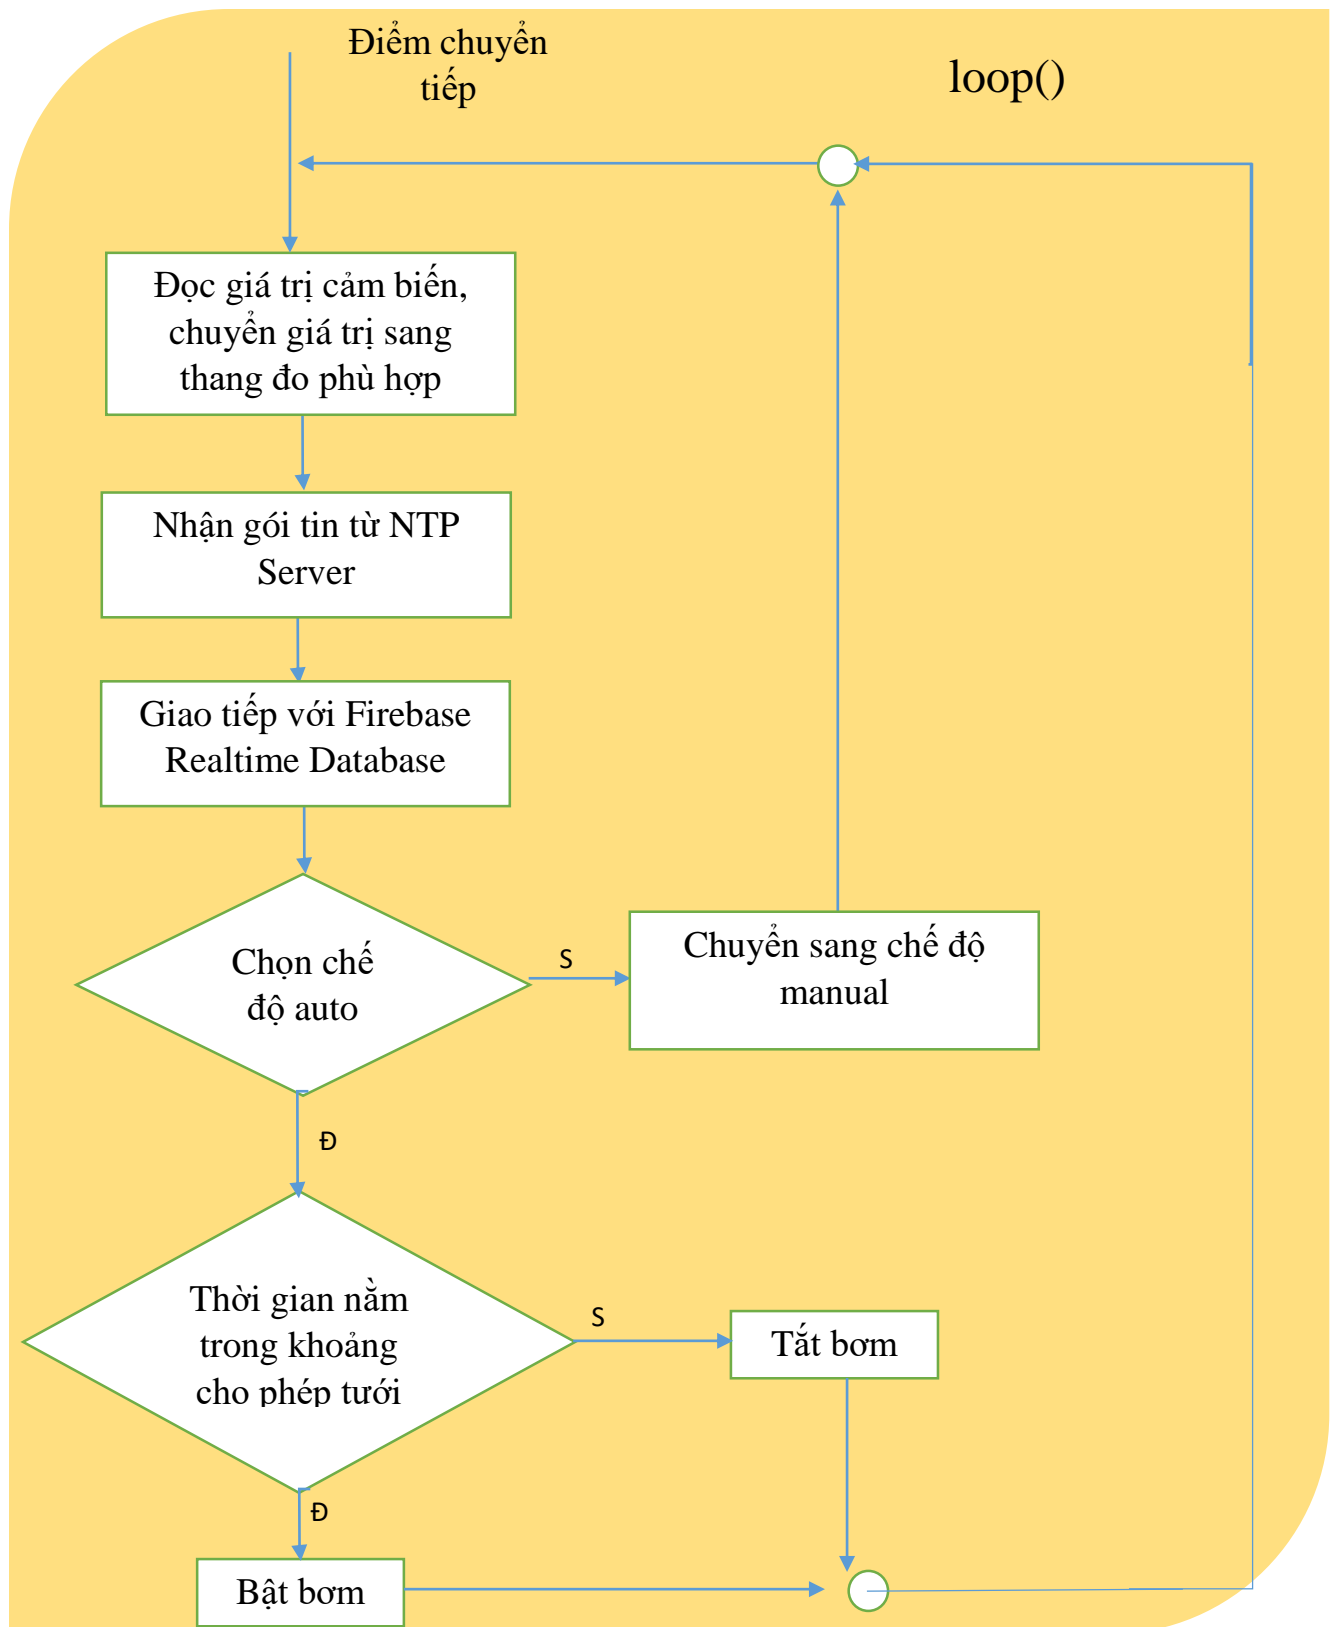 Điểm chuyển
tiếp
loop()
Đọc giá trị cảm biến,
chuyển giá trị sang
thang đo phù hợp
Nhận gói tin từ NTP
Server
Giao tiếp với Firebase
Realtime Database
Chọn chế
độ auto
S
Chuyển sang chế độ
manual
Đ
Thời gian nằm
trong khoảng
cho phép tưới
S
Tắt bơm
Đ
Bật bơm